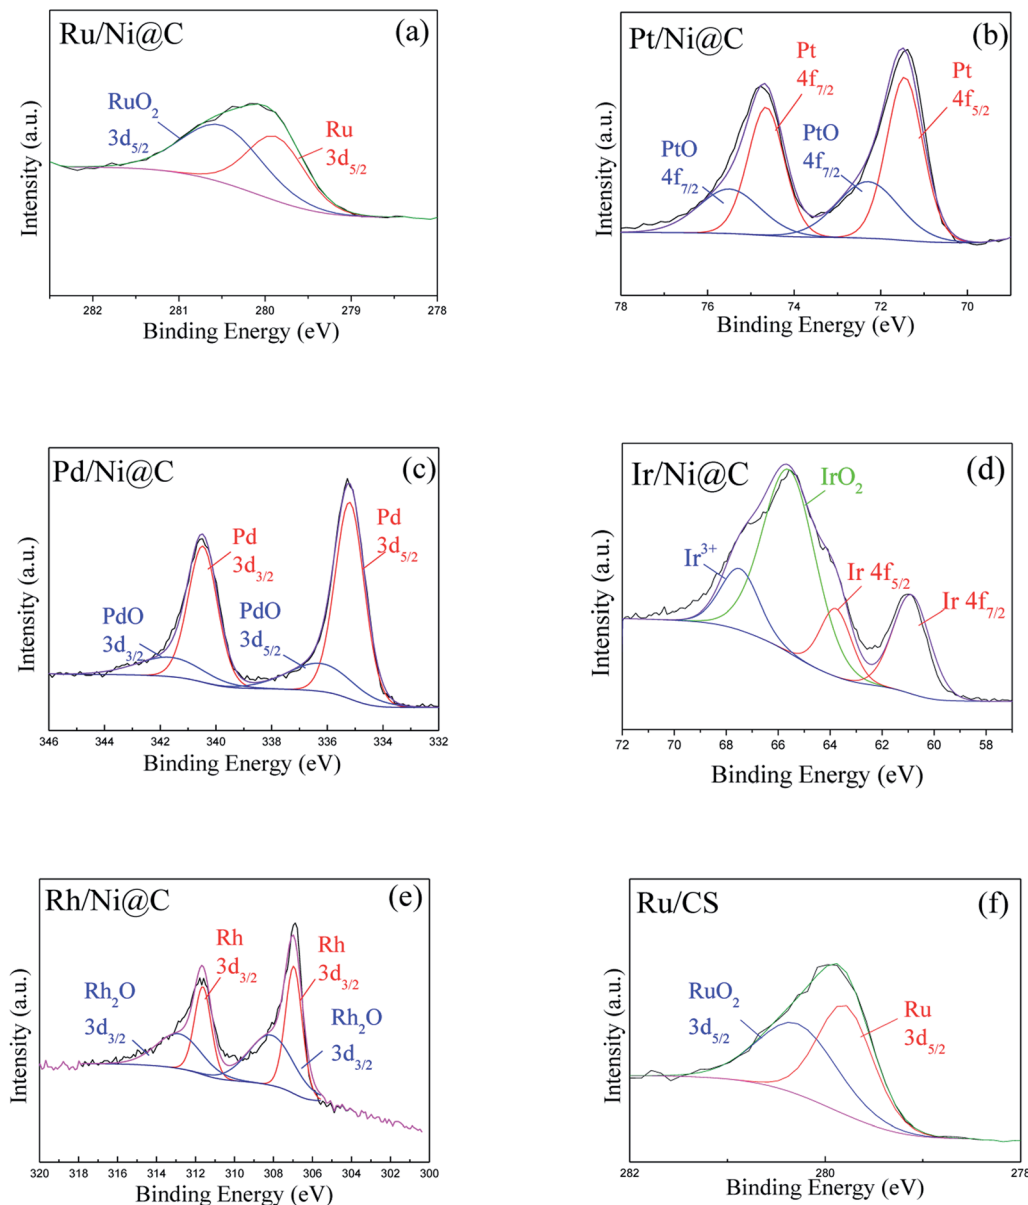 Ru/Ni@C
(a)
RuO2
3d5/2
Ru
3d5/2
Intensity (a.u.)
282 281 280 279 278
Binding Energy (eV)
Pt/Ni@C
(b)
Pt
4f7/2
Pt
4f5/2
PtO
4f7/2
PtO
4f7/2
Intensity (a.u.)
78 76 74 72 70
Binding Energy (eV)
Pd/Ni@C
(c)
Pd
3d3/2
Pd
3d5/2
PdO
3d3/2
PdO
3d5/2
Intensity (a.u.)
346 344 342 340 338 336 334 332
Binding Energy (eV)
Ir/Ni@C
(d)
IrO2
Ir3+
Ir 4f5/2
Ir 4f7/2
Intensity (a.u.)
72 70 68 66 64 62 60 58
Binding Energy (eV)
Rh/Ni@C
(e)
Rh
3d3/2
Rh
3d3/2
Rh2O
3d3/2
Rh2O
3d3/2
Intensity (a.u.)
320 318 316 314 312 310 308 306 304 302 300
Binding Energy (eV)
Ru/CS
(f)
RuO2
3d5/2
Ru
3d5/2
Intensity (a.u.)
282 280 278
Binding Energy (eV)